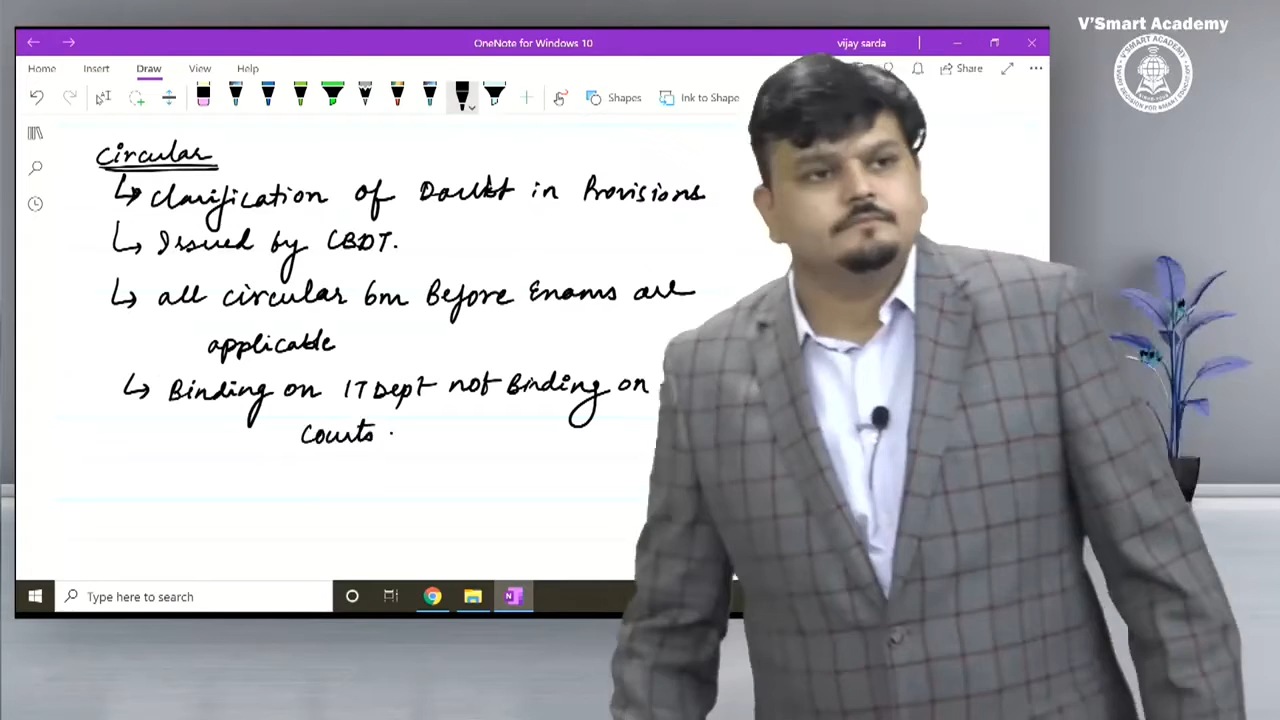 V'Smart Academy
OneNote for Windows 10
vijay sarda
Home Insert Draw View Help
Share
Shapes
Ink to Shape
Circular
↳ Clarification of Doubt in Provisions
↳ Issued by CBDT.
↳ all circular 6m Before Exams are
applicable
↳ Binding on IT Dept not Binding on
Courts .
Type here to search